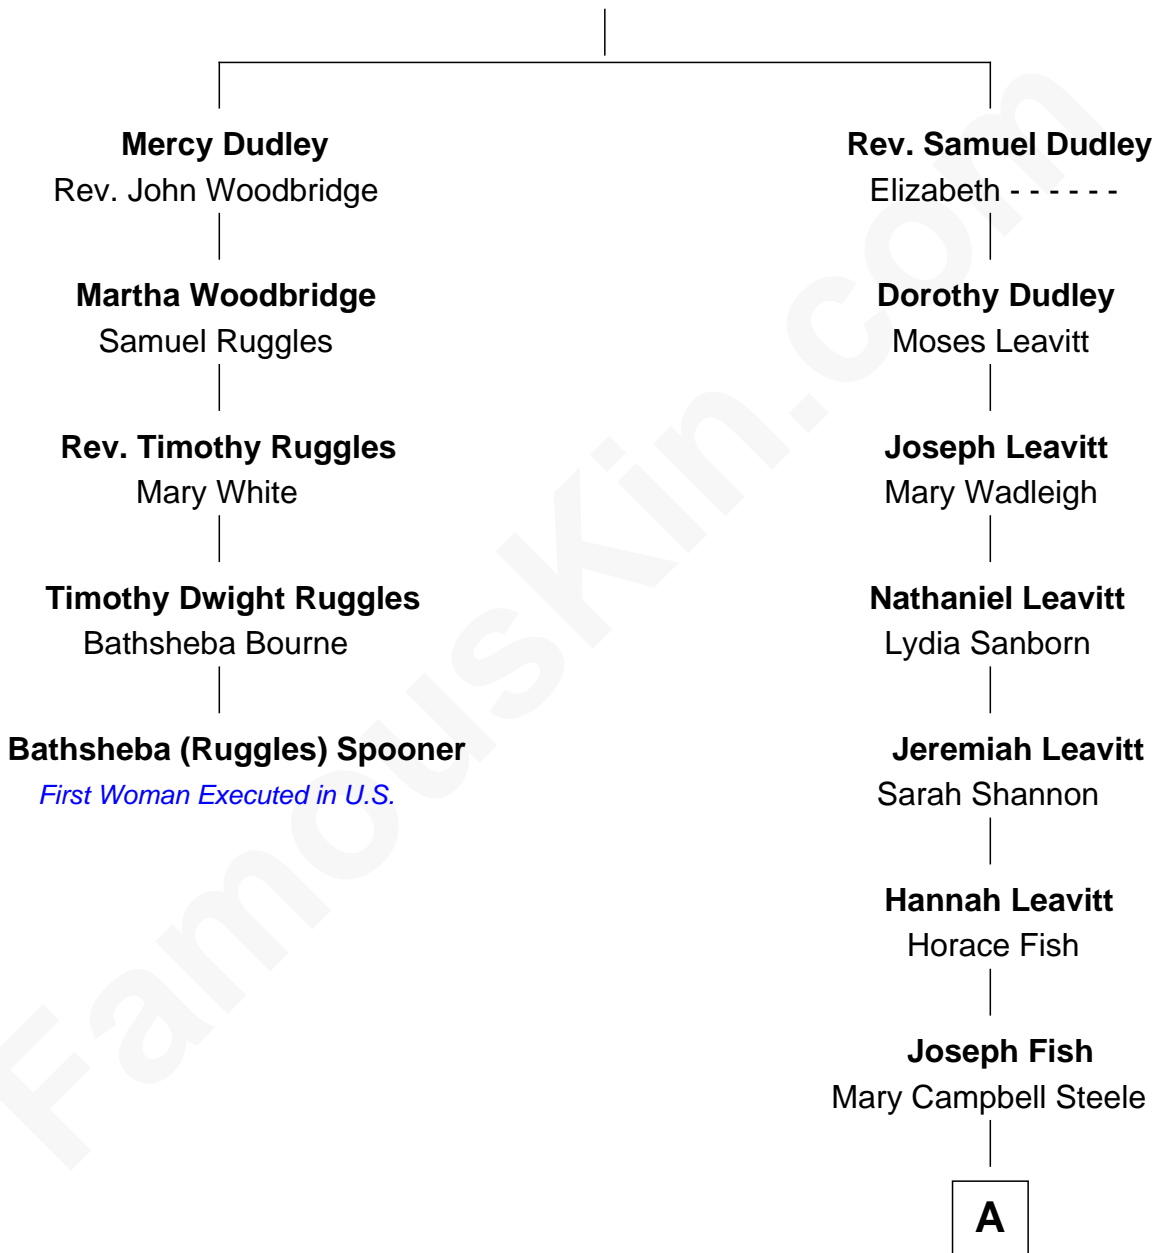 Mercy Dudley
Rev. John Woodbridge
Martha Woodbridge
Samuel Ruggles
Rev. Timothy Ruggles
Mary White
Timothy Dwight Ruggles
Bathsheba Bourne
Bathsheba (Ruggles) Spooner
First Woman Executed in U.S.
Rev. Samuel Dudley
Elizabeth - - - - - -
Dorothy Dudley
Moses Leavitt
Joseph Leavitt
Mary Wadleigh
Nathaniel Leavitt
Lydia Sanborn
Jeremiah Leavitt
Sarah Shannon
Hannah Leavitt
Horace Fish
Joseph Fish
Mary Campbell Steele
A
FamousKin.com